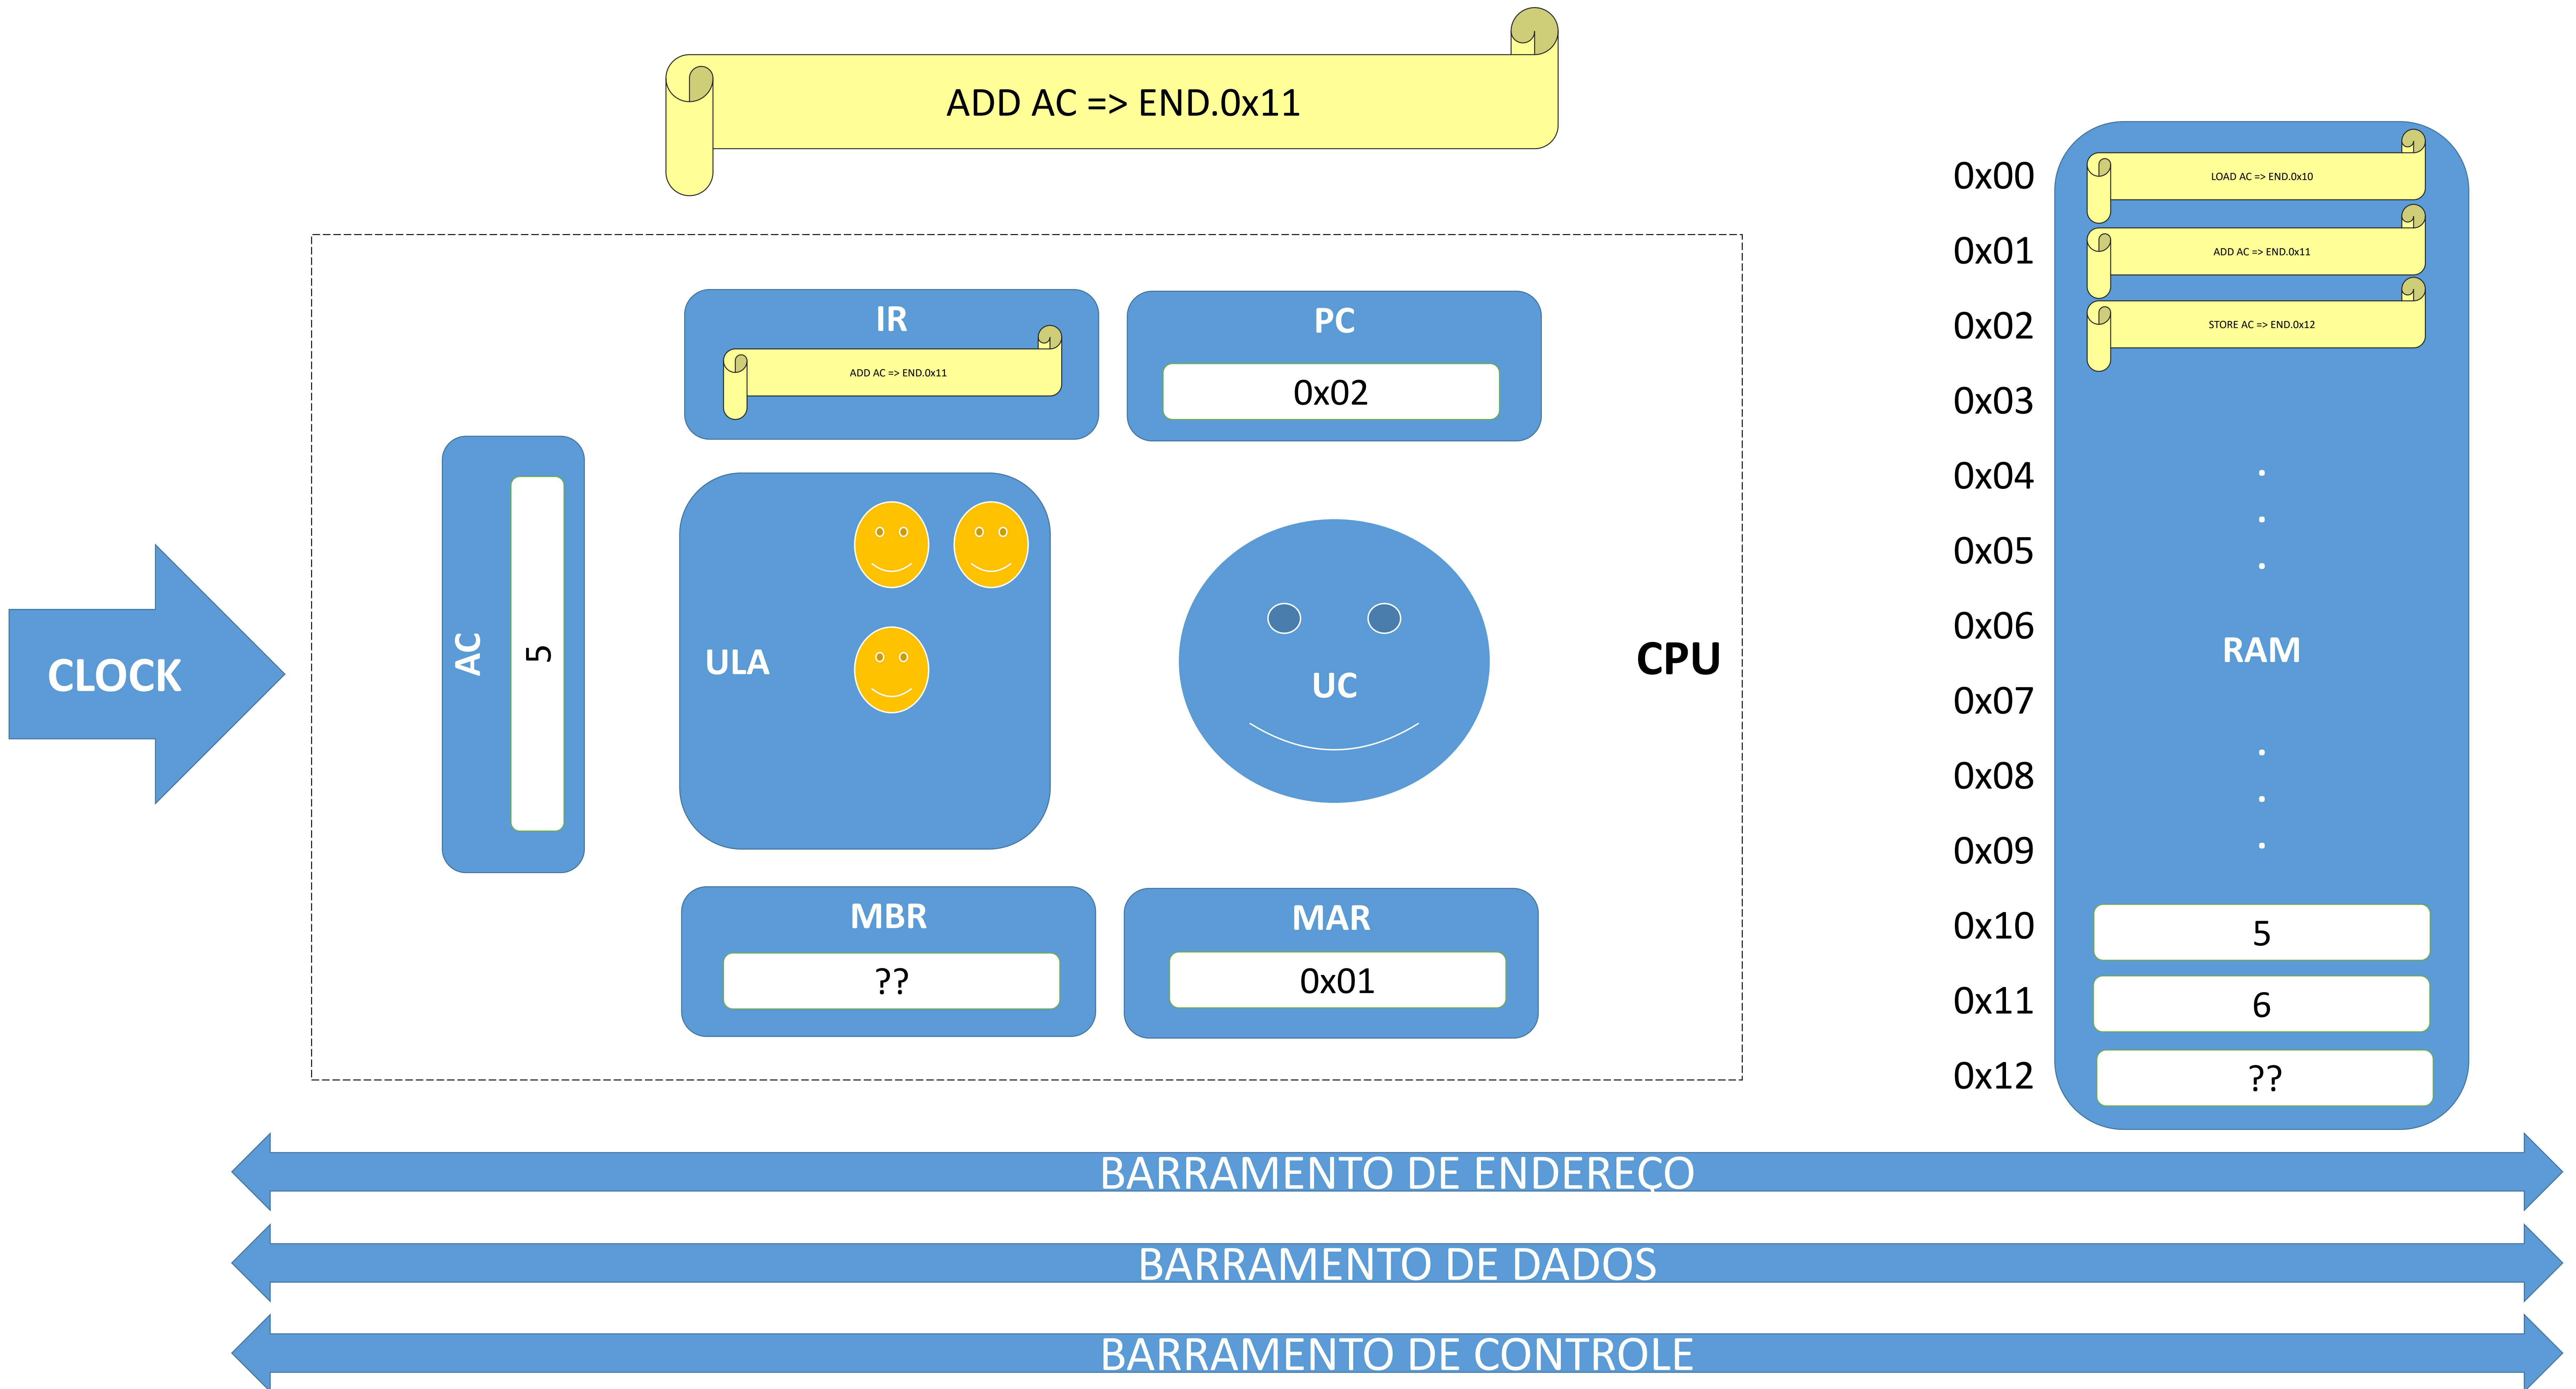 ADD AC => END.0x11
0x00
LOAD AC => END.0x10
0x01
ADD AC => END.0x11
0x02
STORE AC => END.0x12
0x03
0x04
0x05
0x06
RAM
0x07
0x08
0x09
0x10
5
0x11
6
0x12
??
IR
ADD AC => END.0x11
PC
0x02
CLOCK
AC
5
ULA
UC
CPU
MBR
??
MAR
0x01
BARRAMENTO DE ENDEREÇO
BARRAMENTO DE DADOS
BARRAMENTO DE CONTROLE